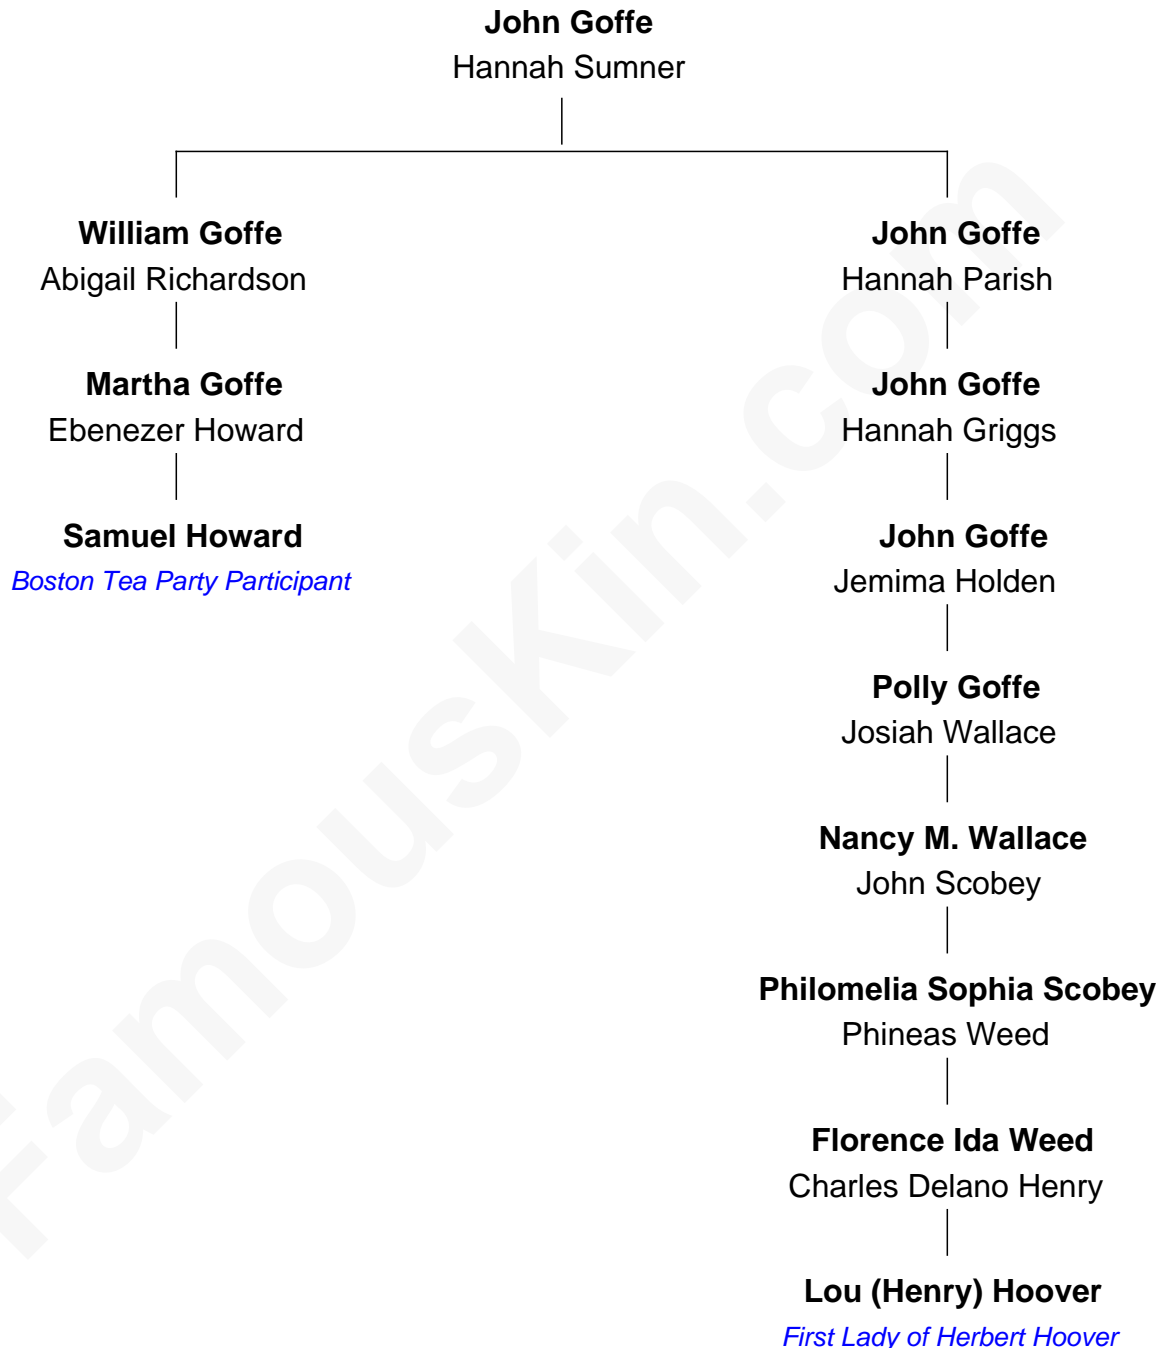 John Goffe
Hannah Sumner
William Goffe
Abigail Richardson
Martha Goffe
Ebenezer Howard
Samuel Howard
Boston Tea Party Participant
John Goffe
Hannah Parish
John Goffe
Hannah Griggs
John Goffe
Jemima Holden
Polly Goffe
Josiah Wallace
Nancy M. Wallace
John Scobey
Philomelia Sophia Scobey
Phineas Weed
Florence Ida Weed
Charles Delano Henry
Lou (Henry) Hoover
First Lady of Herbert Hoover
FamousKin.com